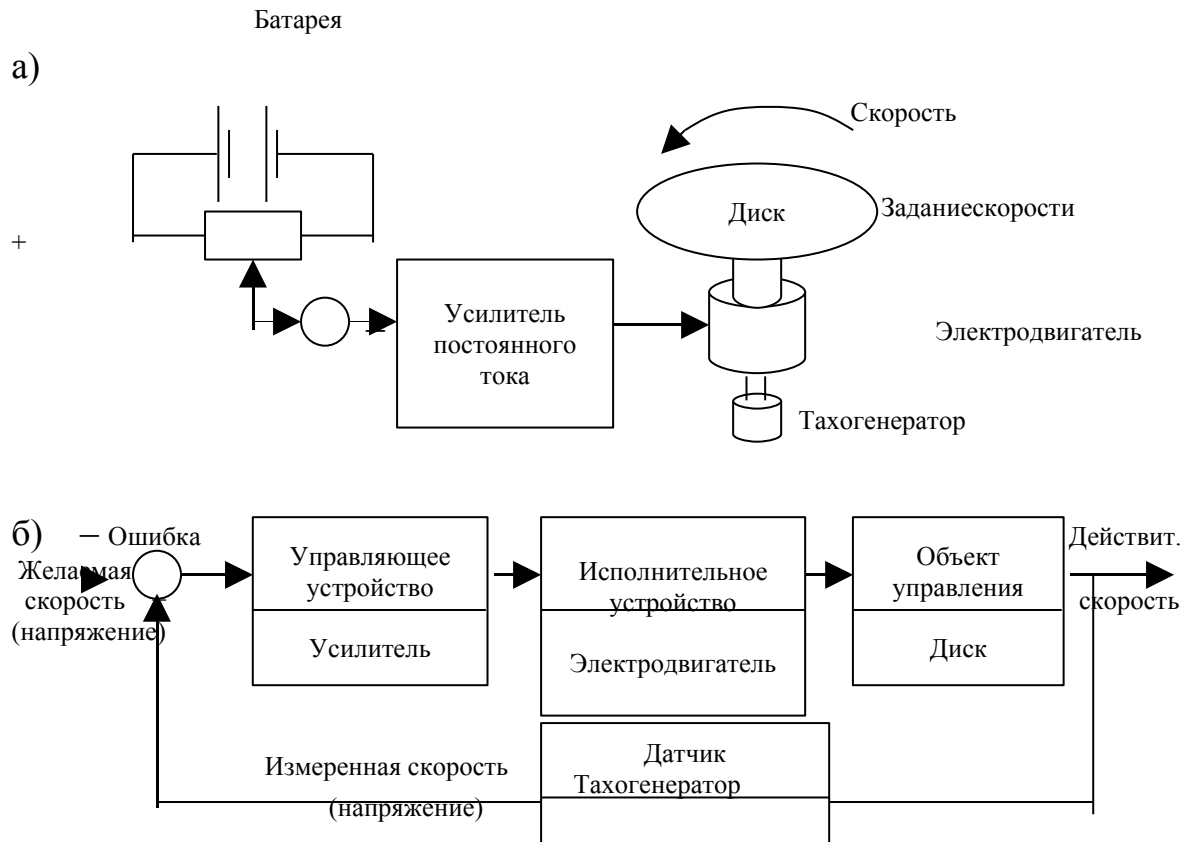 Батарея
а)
Скорость
Диск
Заданиескорости
+
Усилитель
постоянного
тока
–
Электродвигатель
Тахогенератор
б)
– Ошибка
Желаемая
скорость
(напряжение)
Управляющее
устройство
Усилитель
Исполнительное
устройство
Электродвигатель
Объект
управления
Диск
Действит.
скорость
–
Измеренная скорость
(напряжение)
Датчик
Тахогенератор